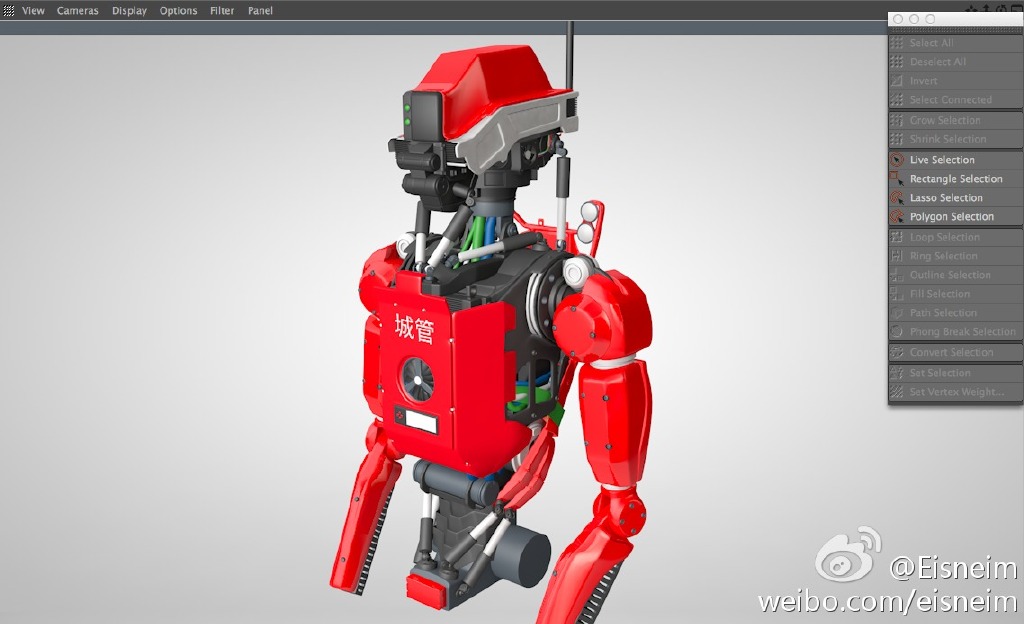 View Cameras Display Options Filter Panel
Select All
Deselect All
Invert
Select Connected
Grow Selection
Shrink Selection
Live Selection
Rectangle Selection
Lasso Selection
Polygon Selection
Loop Selection
Ring Selection
Outline Selection
Fill Selection
Path Selection
Phong Break Selection
Convert Selection
Set Selection
Set Vertex Weight...
城管
@Eisneim
weibo.com/eisneim